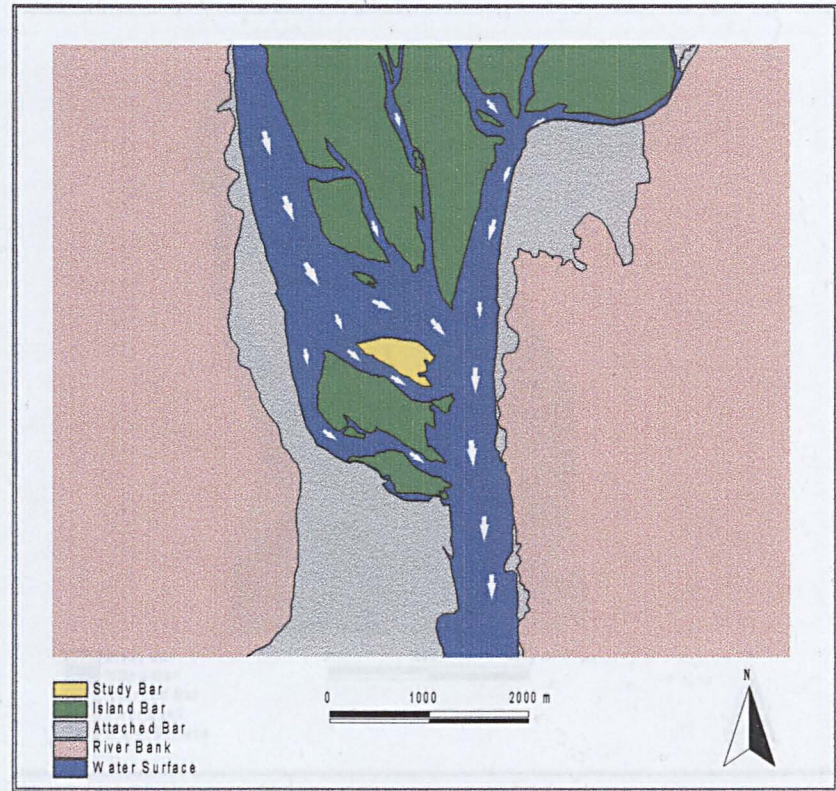 N
0 1000 2000 m
Study Bar
Island Bar
Attached Bar
River Bank
Water Surface